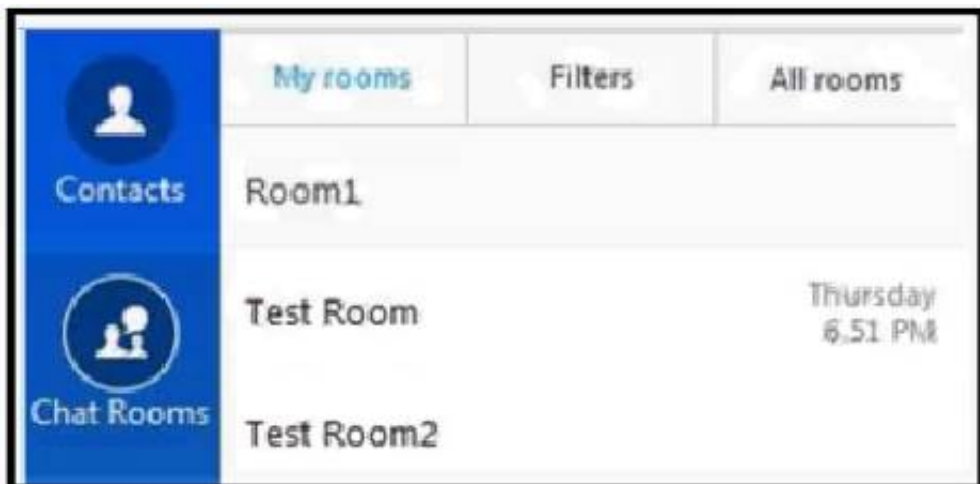 My rooms
Filters
All rooms
Contacts
Room1
Test Room
Thursday
6.51 PM
Chat Rooms
Test Room2